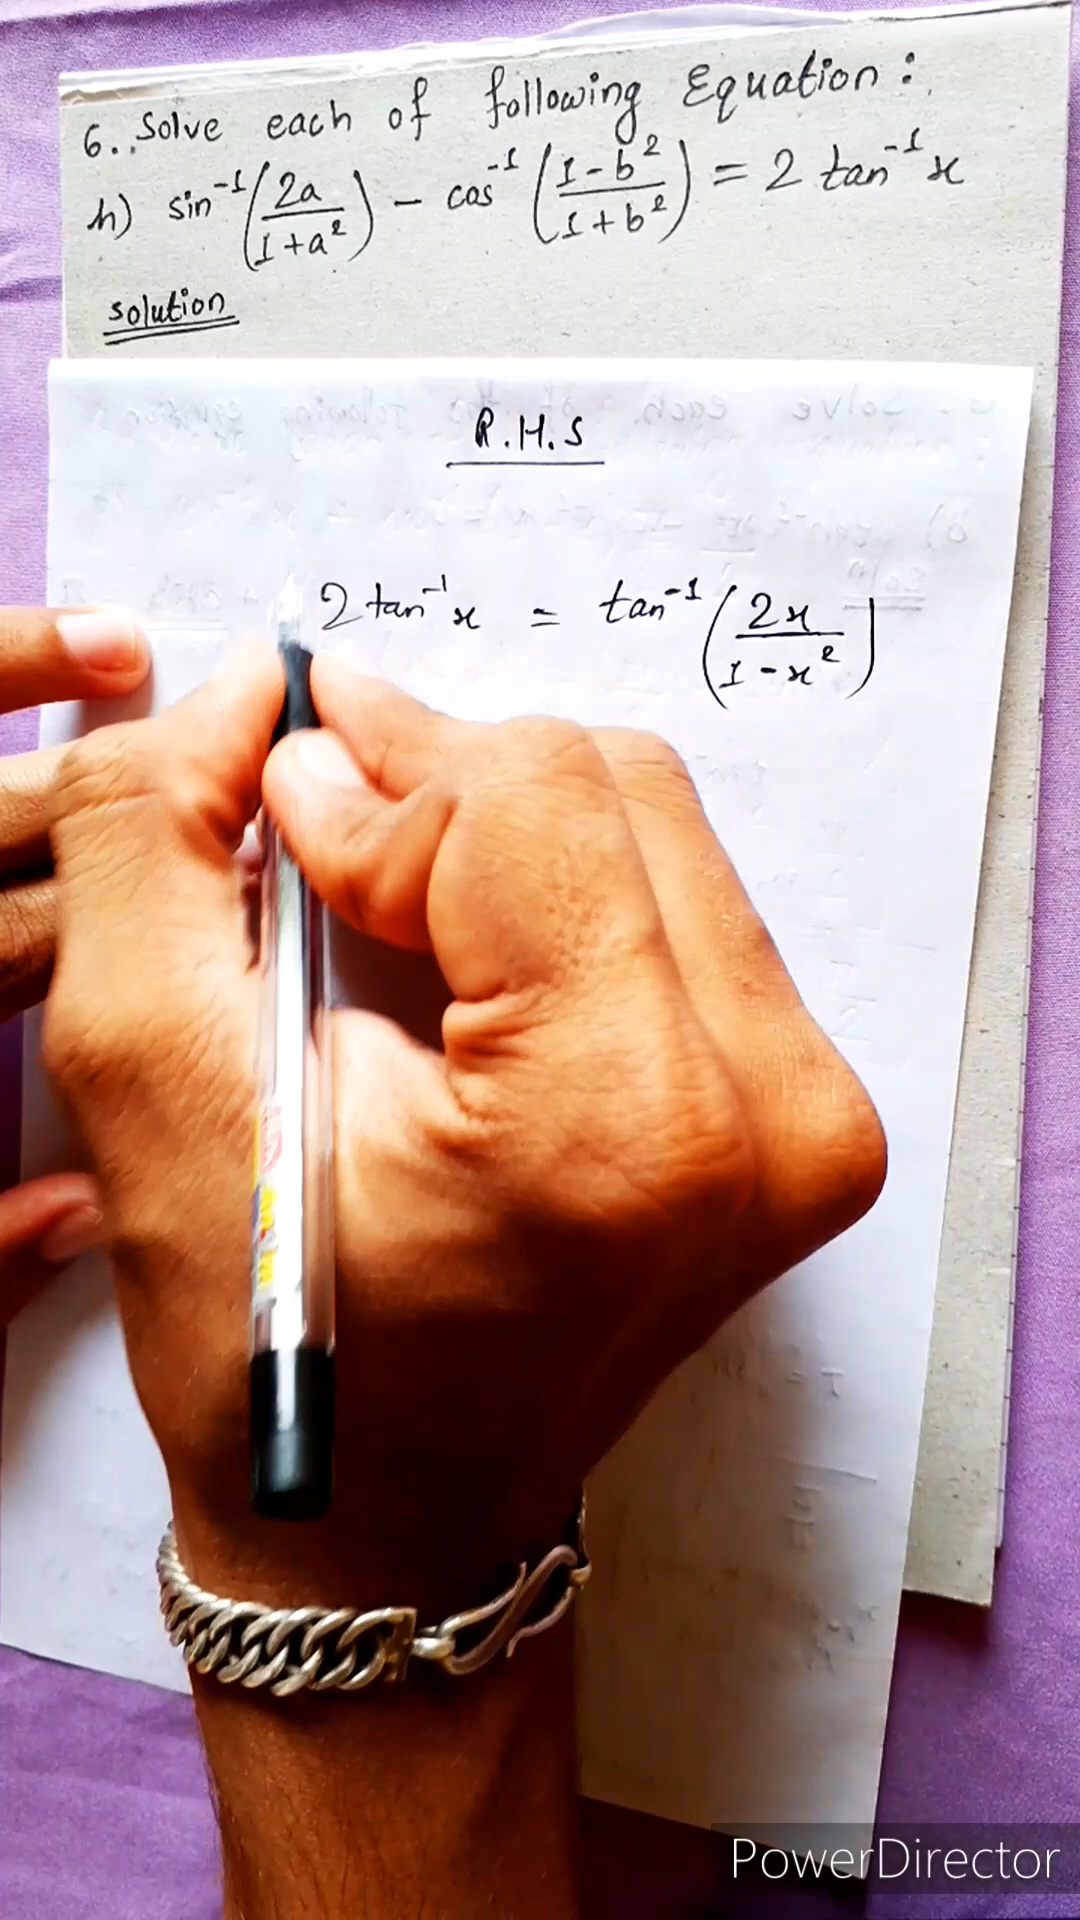 6. Solve each of following Equation:
h) sin⁻¹(2a/1+a²) - cos⁻¹(1-b²/1+b²) = 2 tan⁻¹x
solution
R.H.S
2 tan⁻¹x = tan⁻¹(2x/1-x²)
PowerDirector